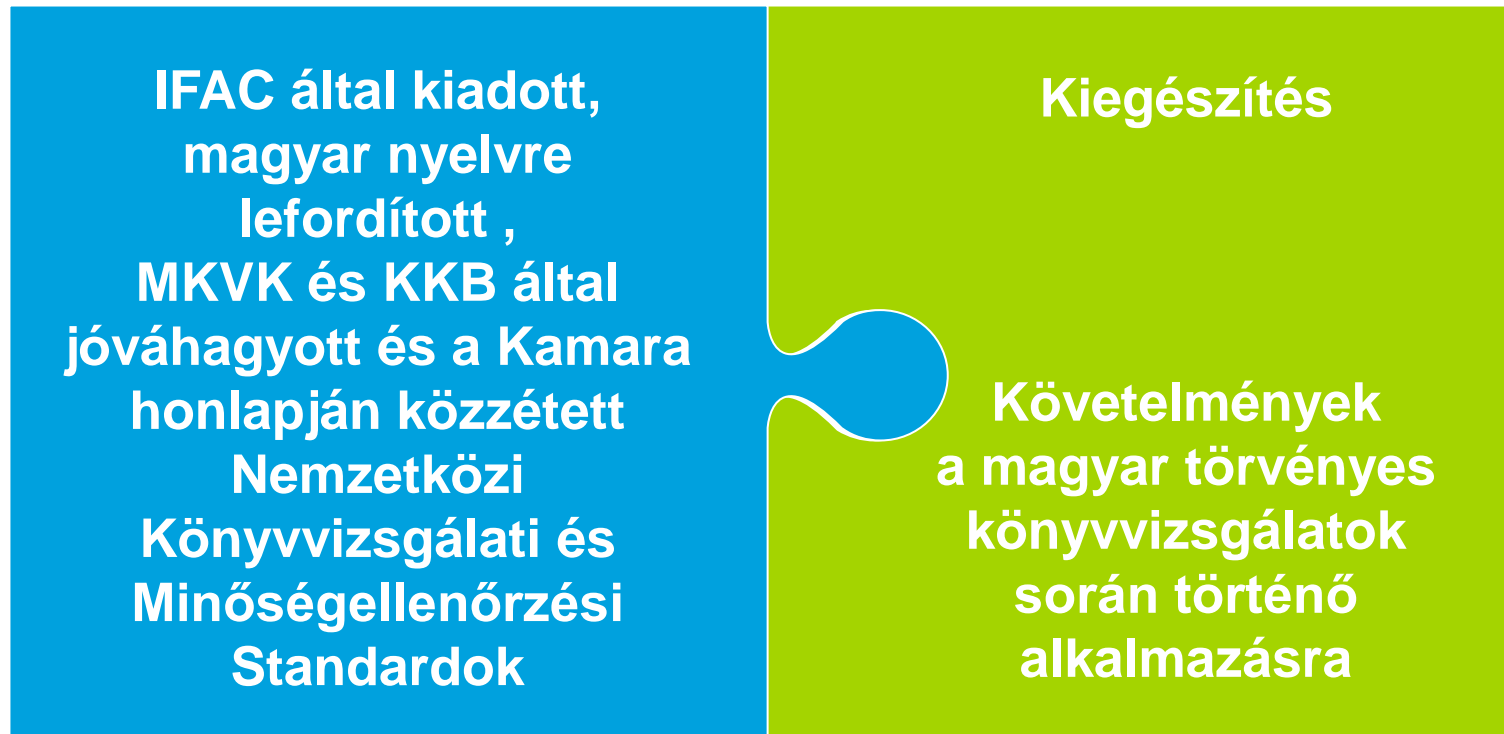 IFAC által kiadott,
magyar nyelvre
lefordított ,
MKVK és KKB által
jóváhagyott és a Kamara
honlapján közzétett
Nemzetközi
Könyvvizsgálati és
Minőségellenőrzési
Standardok
Kiegészítés
Követelmények
a magyar törvényes
könyvvizsgálatok
során történő
alkalmazásra